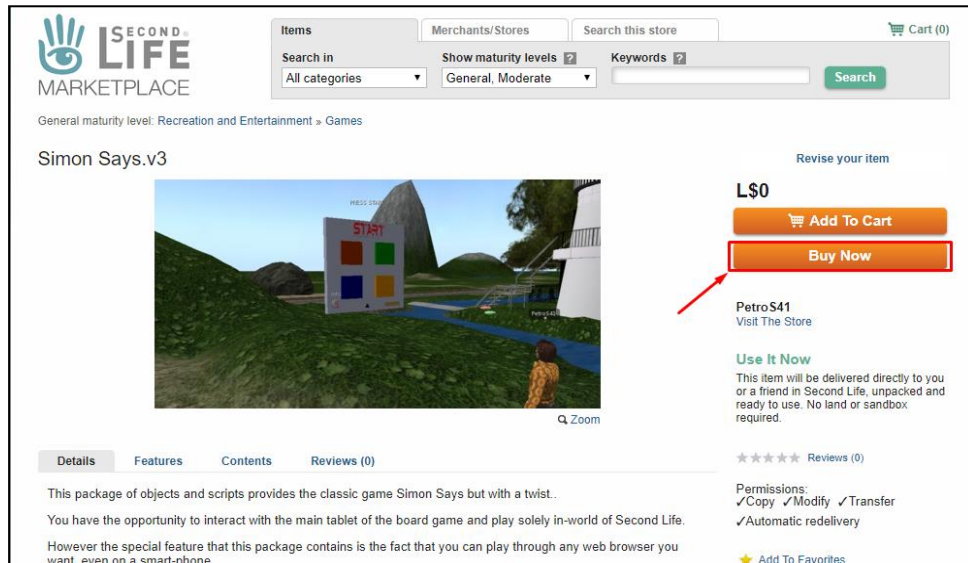 SECOND
LIFE
MARKETPLACE
Items
Merchants/Stores
Search this store
Cart (0)
Search in
Show maturity levels ?
Keywords ?
All categories
General, Moderate
Search
General maturity level: Recreation and Entertainment » Games
Simon Says.v3
Revise your item
L$0
Add To Cart
Buy Now
START
PetroS41
PetroS41
Visit The Store
Use It Now
This item will be delivered directly to you
or a friend in Second Life, unpacked and
ready to use. No land or sandbox
required.
Zoom
Details
Features
Contents
Reviews (0)
Reviews (0)
This package of objects and scripts provides the classic game Simon Says but with a twist..
Permissions:
✓Copy ✓Modify ✓Transfer
✓Automatic redelivery
You have the opportunity to interact with the main tablet of the board game and play solely in-world of Second Life.
However the special feature that this package contains is the fact that you can play through any web browser you
want, even on a smart-phone
Add To Favorites